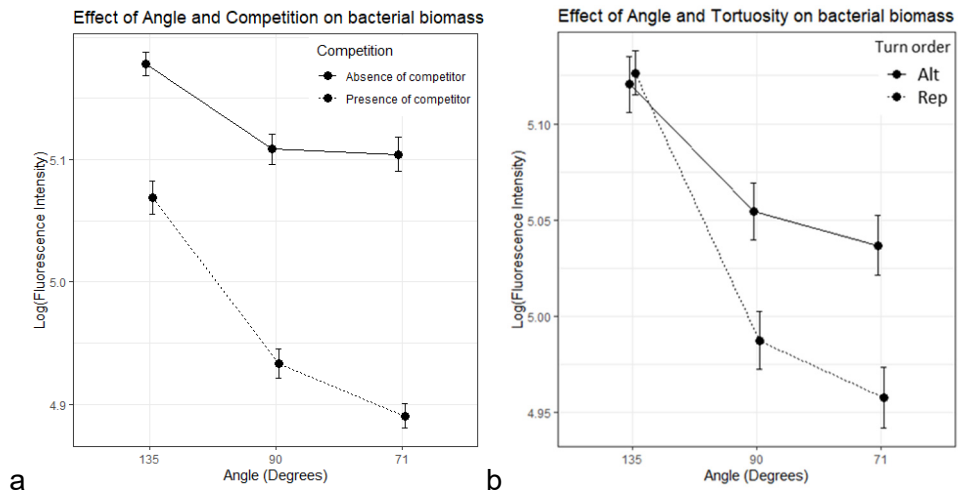 Effect of Angle and Competition on bacterial biomass
Competition
Absence of competitor
Presence of competitor
Log(Fluorescence Intensity)
5.1
5.0
4.9
135 90 71
Angle (Degrees)
a
Effect of Angle and Tortuosity on bacterial biomass
Turn order
Alt
Rep
Log(Fluorescence Intensity)
5.10
5.05
5.00
4.95
135 90 71
Angle (Degrees)
b